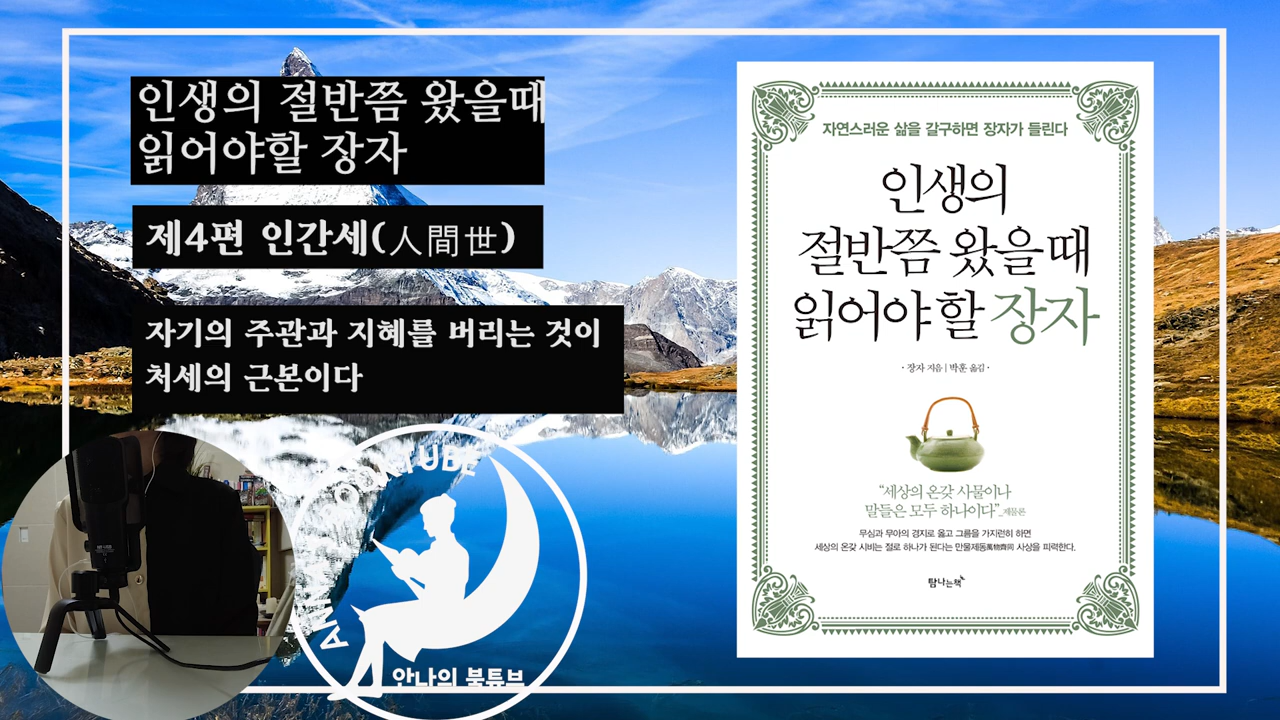 인생의 절반쯤 왔을때
읽어야할 장자
제4편 인간세(人間世)
자기의 주관과 지혜를 버리는 것이
처세의 근본이다
자연스러운 삶을 갈구하면 장자가 들린다
인생의
절반쯤 왔을 때
읽어야 할 장자
· 장자 지음 | 박훈 옮김 ·
“세상의 온갖 사물이나
말들은 모두 하나이다”_제물론
무심과 무아의 경지로 옳고 그름을 가지런히 하면
세상의 온갖 시비는 절로 하나가 된다는 만물제동萬物齊同 사상을 피력한다.
탐나는책
안나의 북튜브